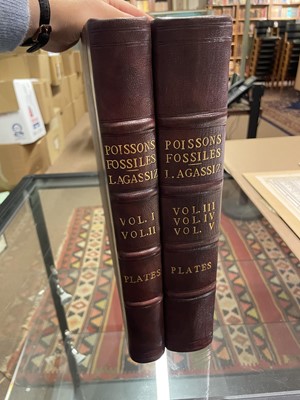 POISSONS
FOSSILES
L. AGASSIZ
VOL. I
VOL. II
PLATES
POISSONS
FOSSILES
L. AGASSIZ
VOL. III
VOL. IV
VOL. V
PLATES